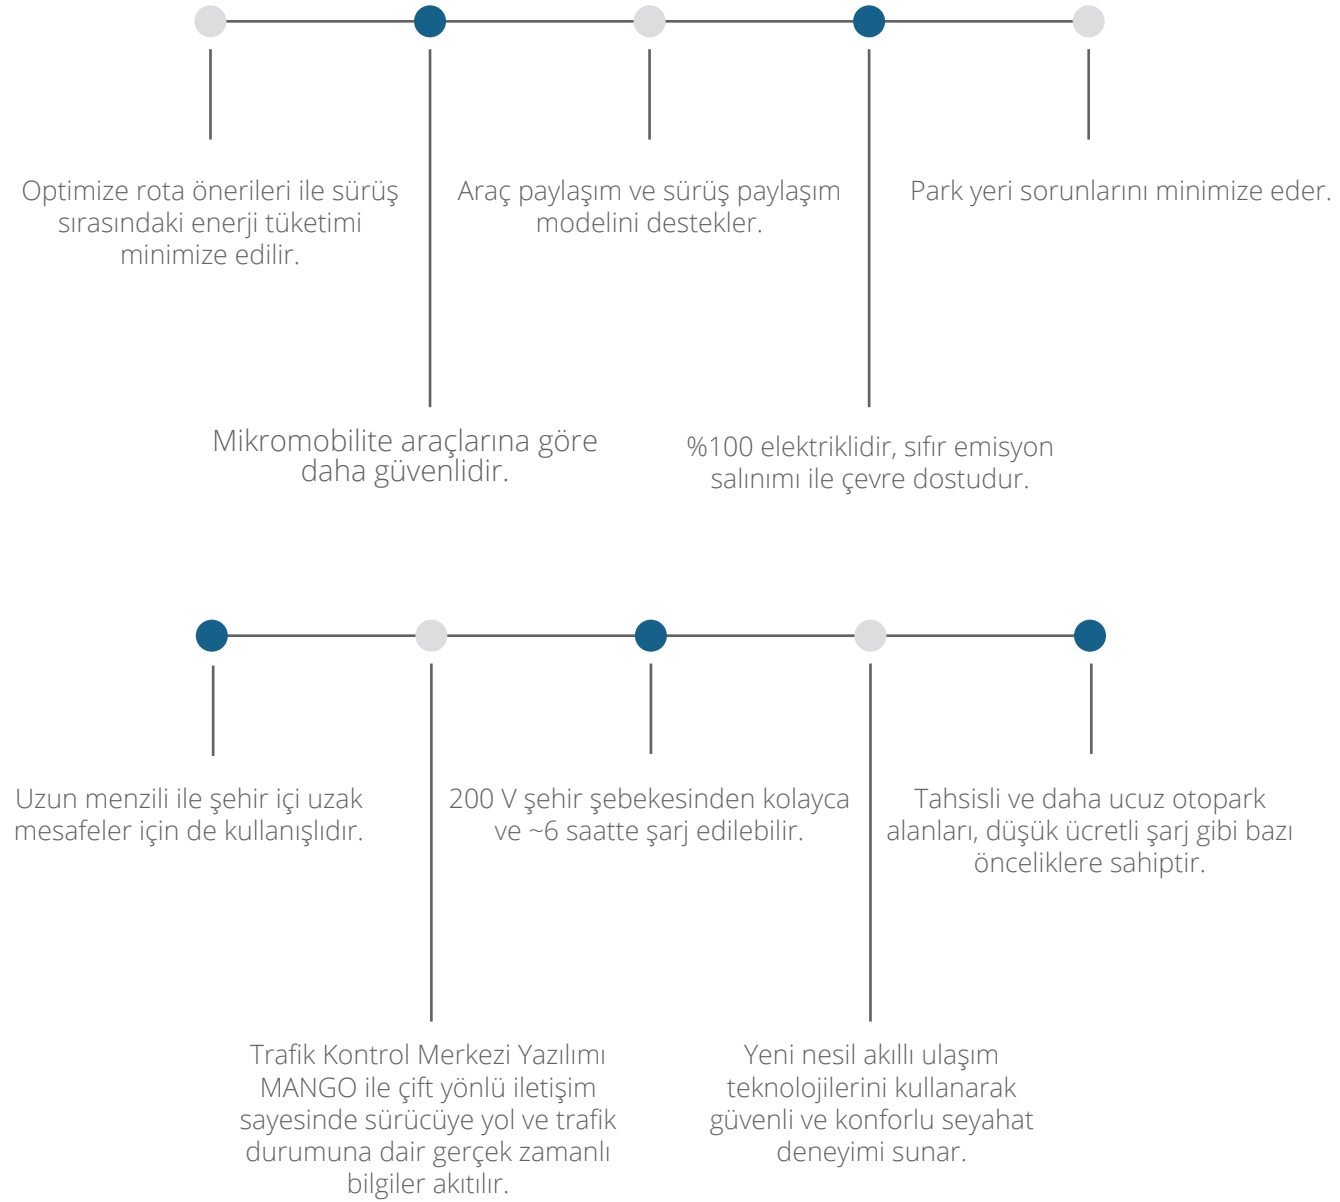 Optimize rota önerileri ile sürüş
sırasındaki enerji tüketimi
minimize edilir.
Araç paylaşım ve sürüş paylaşım
modelini destekler.
Park yeri sorunlarını minimize eder.
Mikromobilite araçlarına göre
daha güvenlidir.
%100 elektriklidir, sıfır emisyon
salınımı ile çevre dostudur.
Uzun menzili ile şehir içi uzak
mesafeler için de kullanışlıdır.
200 V şehir şebekesinden kolayca
ve ~6 saatte şarj edilebilir.
Tahsisli ve daha ucuz otopark
alanları, düşük ücretli şarj gibi bazı
önceliklere sahiptir.
Trafik Kontrol Merkezi Yazılımı
MANGO ile çift yönlü iletişim
sayesinde sürücüye yol ve trafik
durumuna dair gerçek zamanlı
bilgiler akıtılır.
Yeni nesil akıllı ulaşım
teknolojilerini kullanarak
güvenli ve konforlu seyahat
deneyimi sunar.